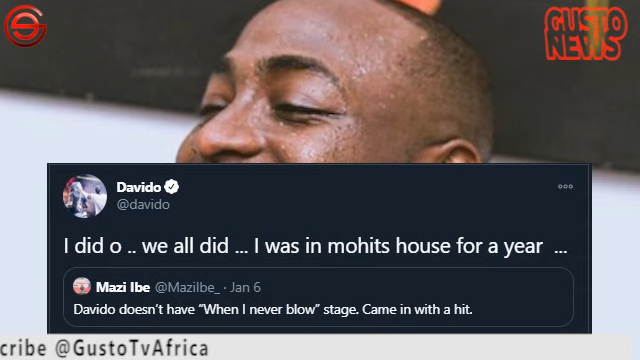 G
GUSTO
NEWS
Davido
@davido
I did o .. we all did ... I was in mohits house for a year ...
Mazi Ibe @MaziIbe_ · Jan 6
Davido doesn’t have “When I never blow” stage. Came in with a hit.
cribe @GustoTvAfrica